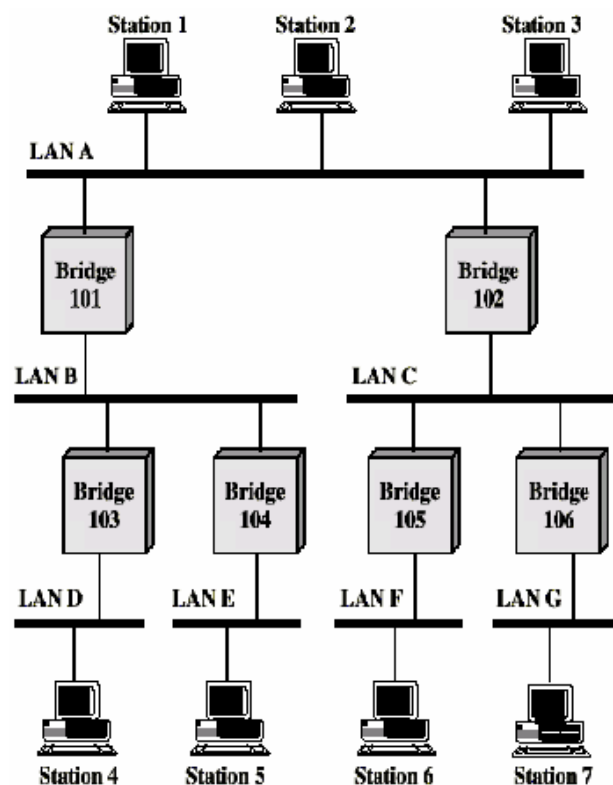 Station 1 Station 2 Station 3
LAN A
Bridge 101
Bridge 102
LAN B LAN C
Bridge 103
Bridge 104
Bridge 105
Bridge 106
LAN D LAN E LAN F LAN G
Station 4 Station 5 Station 6 Station 7